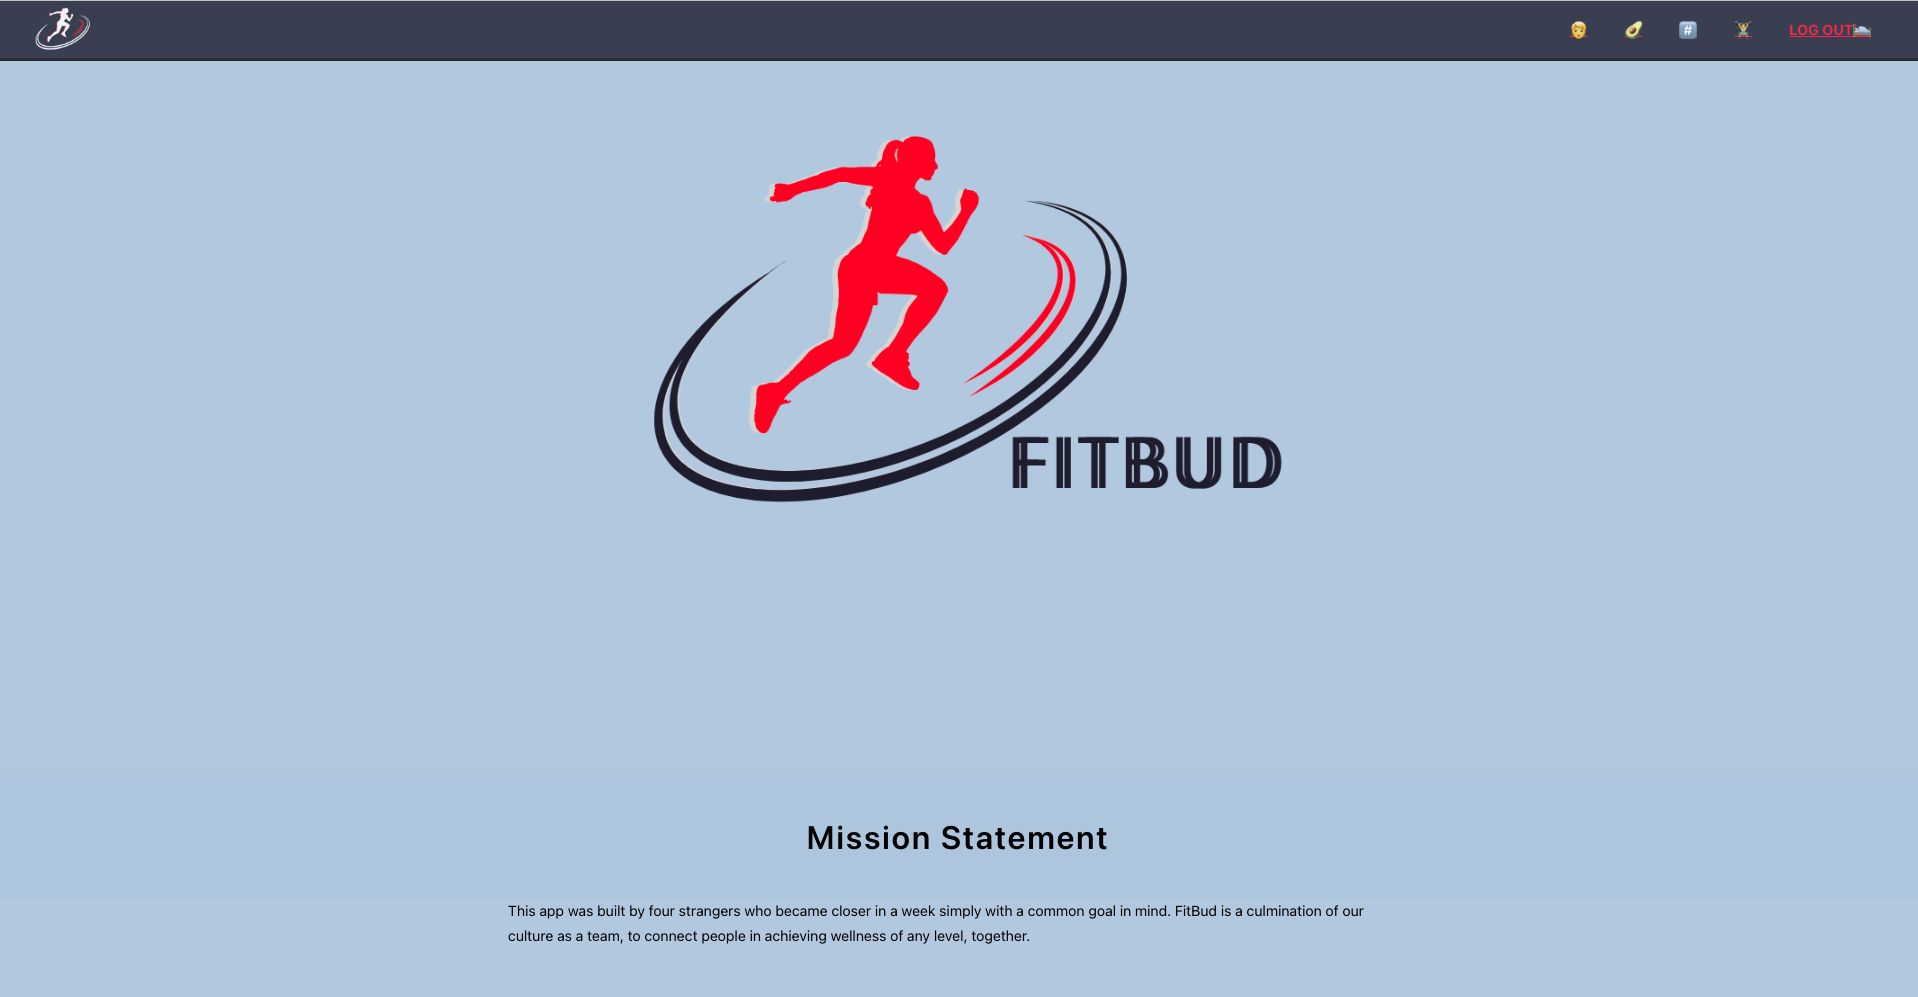 LOG OUT
FITBUD
Mission Statement
This app was built by four strangers who became closer in a week simply with a common goal in mind. FitBud is a culmination of our
culture as a team, to connect people in achieving wellness of any level, together.